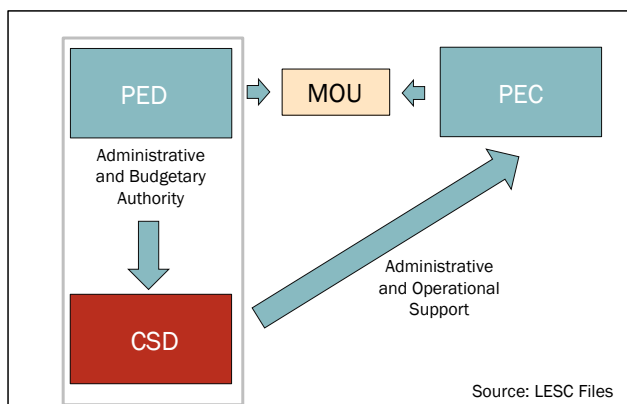 PED
MOU
PEC
Administrative
and Budgetary
Authority
Administrative
and Operational
Support
CSD
Source: LESC Files